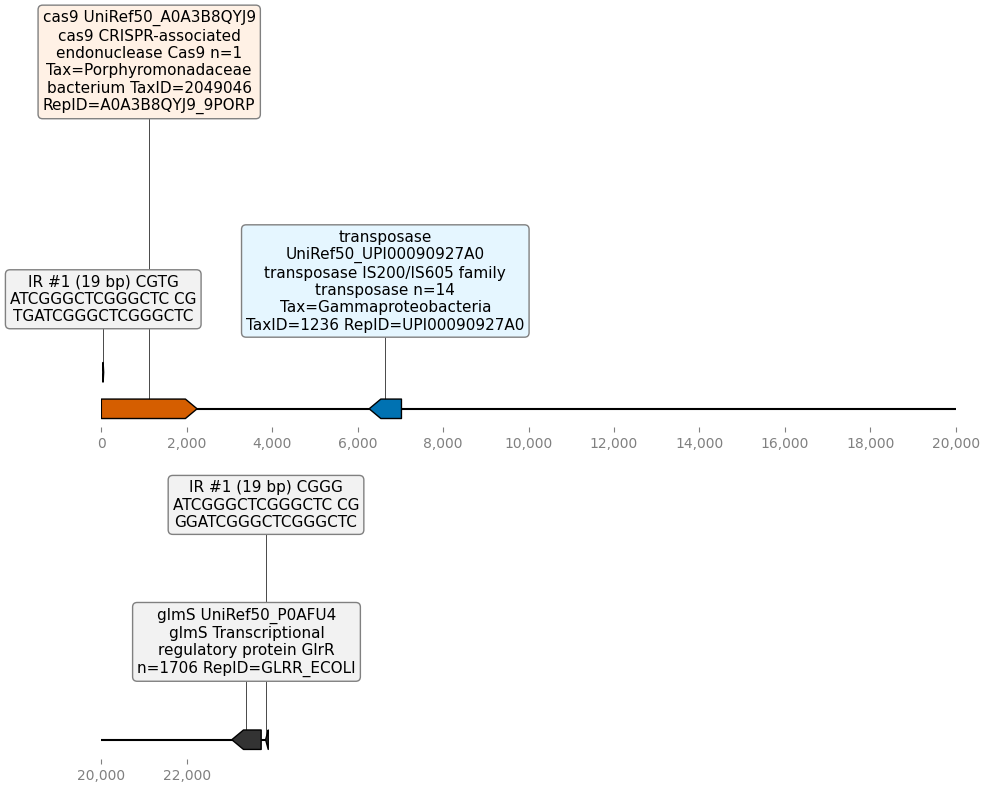 cas9 UniRef50_A0A3B8QYJ9
cas9 CRISPR-associated
endonuclease Cas9 n=1
Tax=Porphyromonadaceae
bacterium TaxID=2049046
RepID=A0A3B8QYJ9_9PORP
transposase
UniRef50_UPI00090927A0
transposase IS200/IS605 family
transposase n=14
Tax=Gammaproteobacteria
TaxID=1236 RepID=UPI00090927A0
IR #1 (19 bp) CGTG
ATCGGGCTCGGGCTC CG
TGATCGGGCTCGGGCTC
0 2,000 4,000 6,000 8,000 10,000 12,000 14,000 16,000 18,000 20,000
IR #1 (19 bp) CGGG
ATCGGGCTCGGGCTC CG
GGATCGGGCTCGGGCTC
glmS UniRef50_P0AFU4
glmS Transcriptional
regulatory protein GlrR
n=1706 RepID=GLRR_ECOLI
20,000 22,000